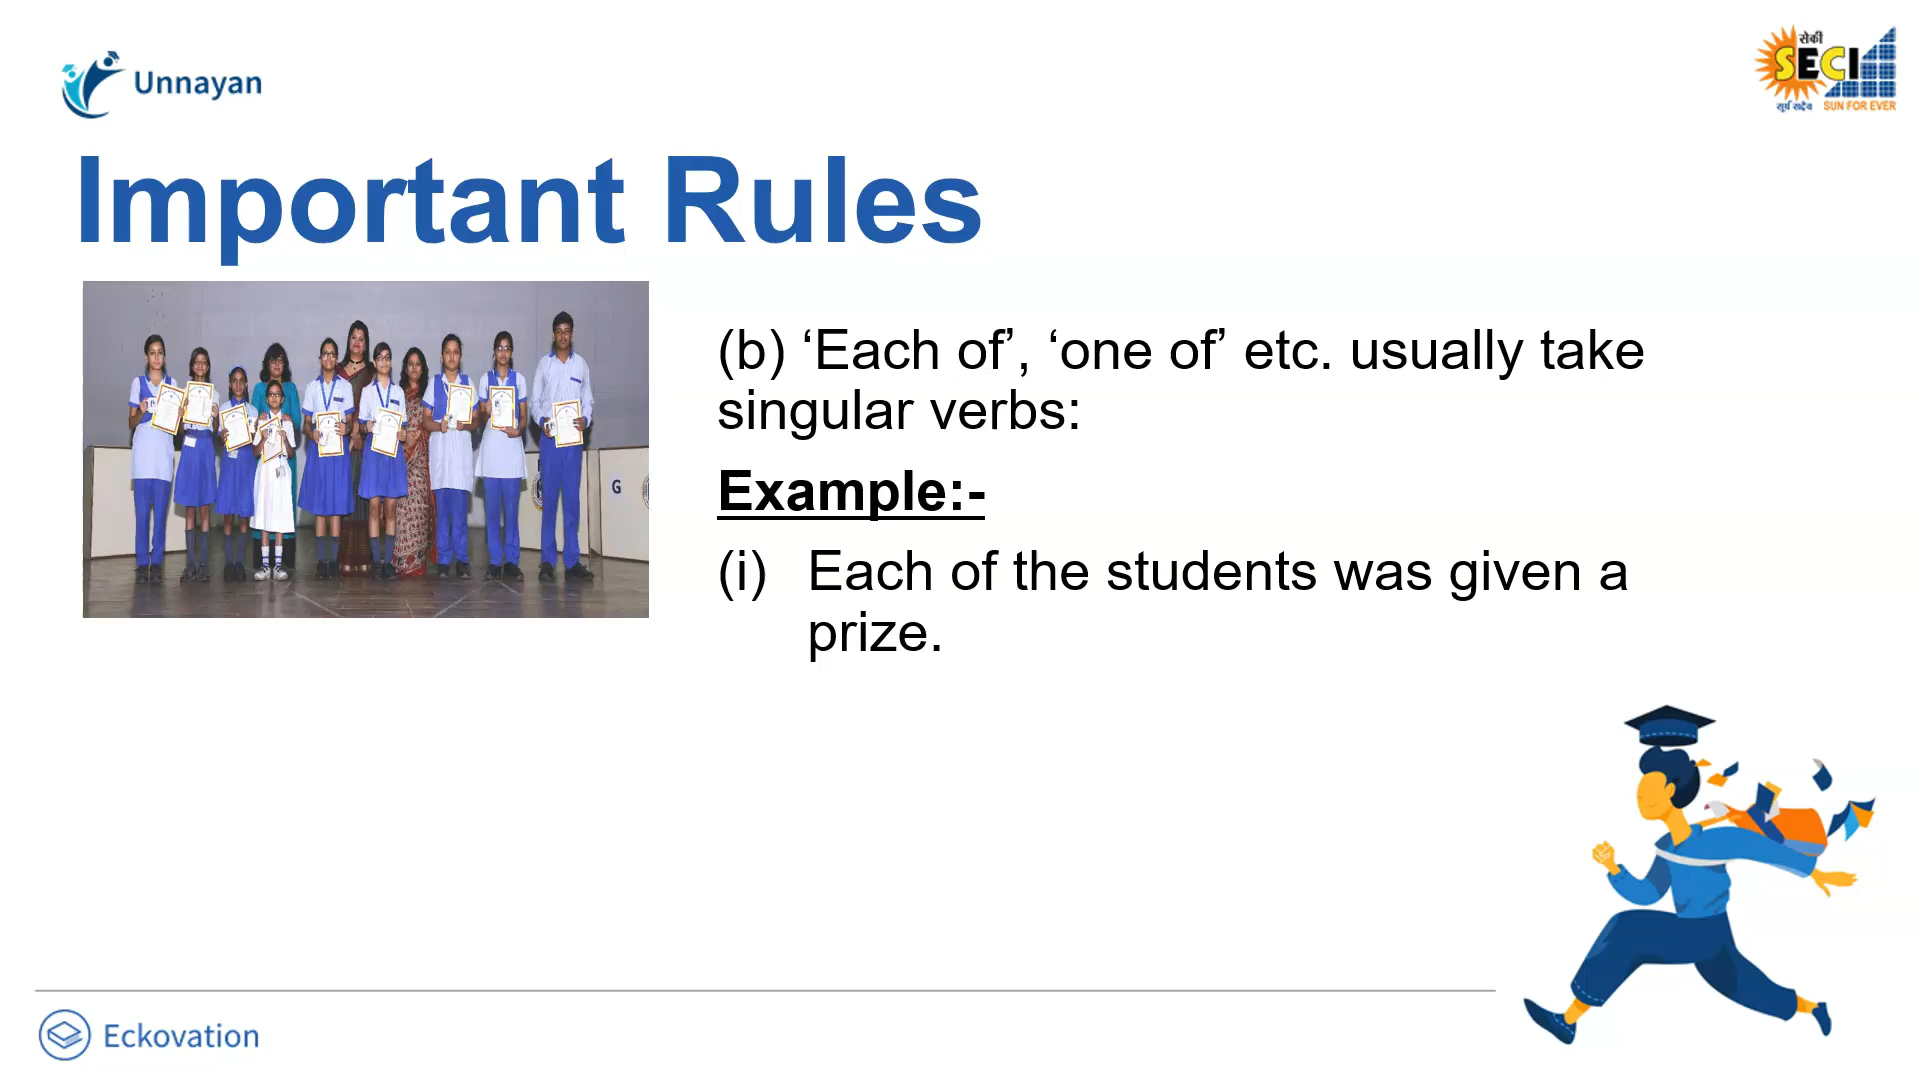 Unnayan
सेकी
SECI
सूर्य सदैव SUN FOR EVER
Important Rules
(b) ‘Each of’, ‘one of’ etc. usually take
singular verbs:
Example:-
(i) Each of the students was given a
prize.
G
Eckovation